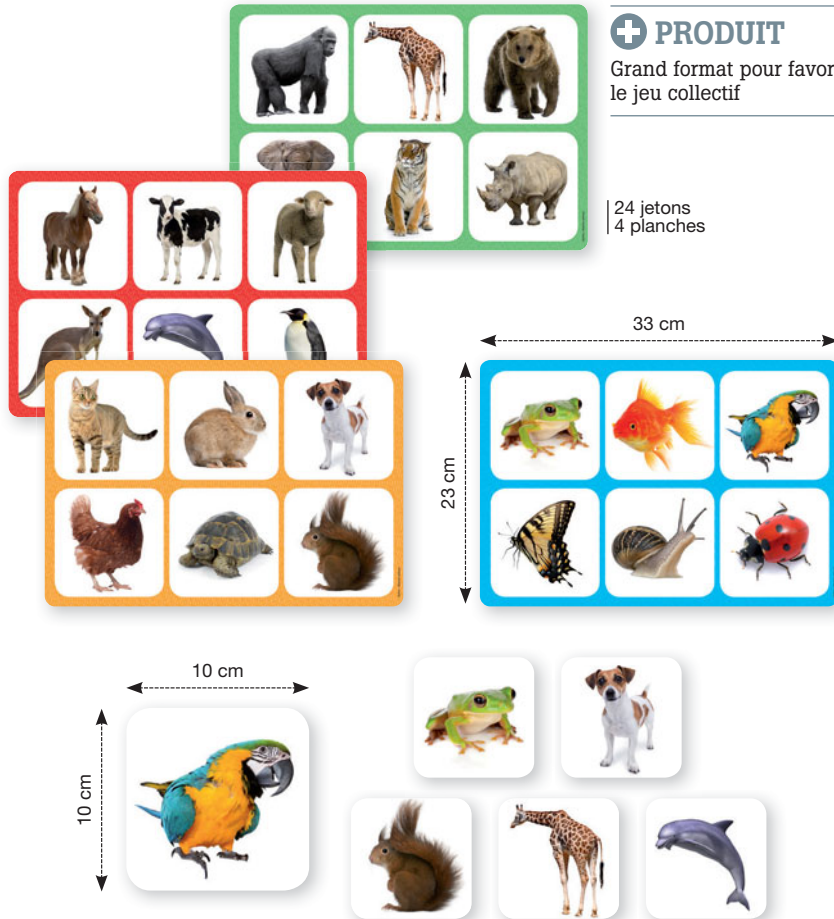 PRODUIT
Grand format pour favor
le jeu collectif
24 jetons
4 planches
33 cm
23 cm
10 cm
10 cm